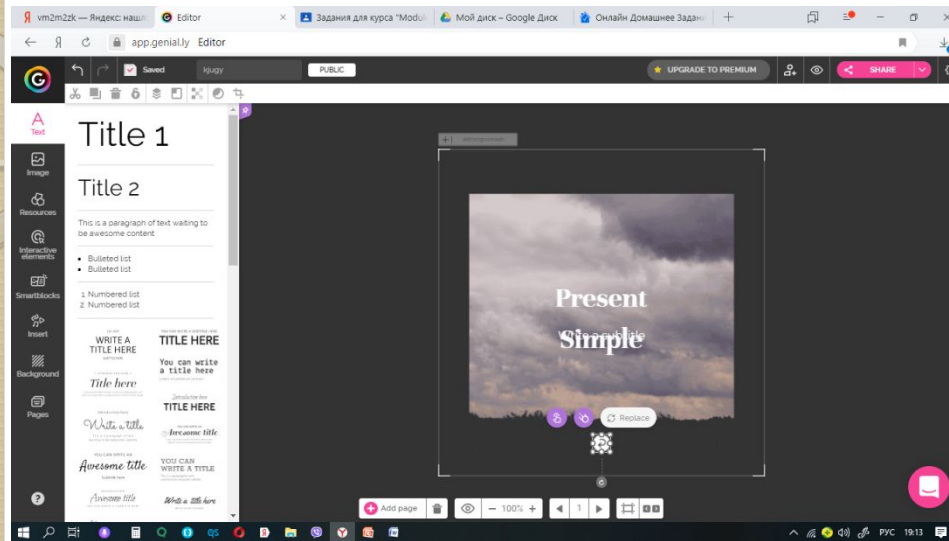 vm2m2zk — Яндекс: нашло
Editor
Задания для курса "Modul
Мой диск – Google Диск
Онлайн Домашнее Задани
app.genial.ly Editor
Saved
kjugy
PUBLIC
UPGRADE TO PREMIUM
SHARE
Text
Image
Resources
Interactive
elements
Smartblocks
Insert
Background
Pages
Title 1
Title 2
This is a paragraph of text waiting to
be awesome content
Bulleted list
Bulleted list
1. Numbered list
2. Numbered list
WRITE A
TITLE HERE
TITLE HERE
You can write
a title here
Title here
TITLE HERE
Write a title
Awesome title
Awesome title
YOU CAN
WRITE A TITLE
Awesome title
Write a title here
Present
Write a subtitle
Simple
Replace
Add page
100%
1
РУС
19:13